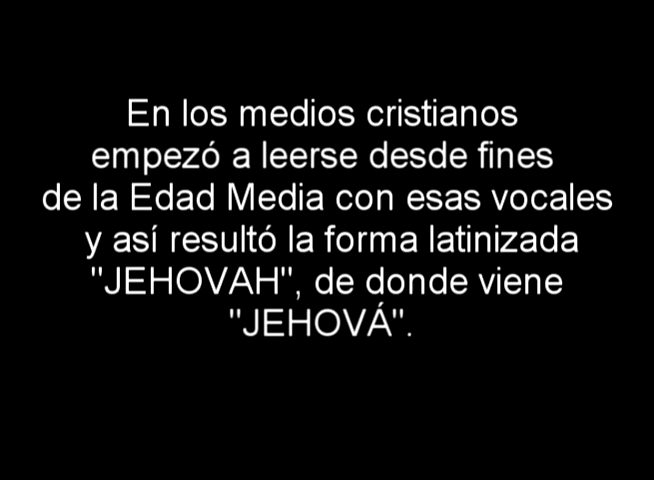 En los medios cristianos
empezó a leerse desde fines
de la Edad Media con esas vocales
y así resultó la forma latinizada
"JEHOVAH", de donde viene
"JEHOVÁ".